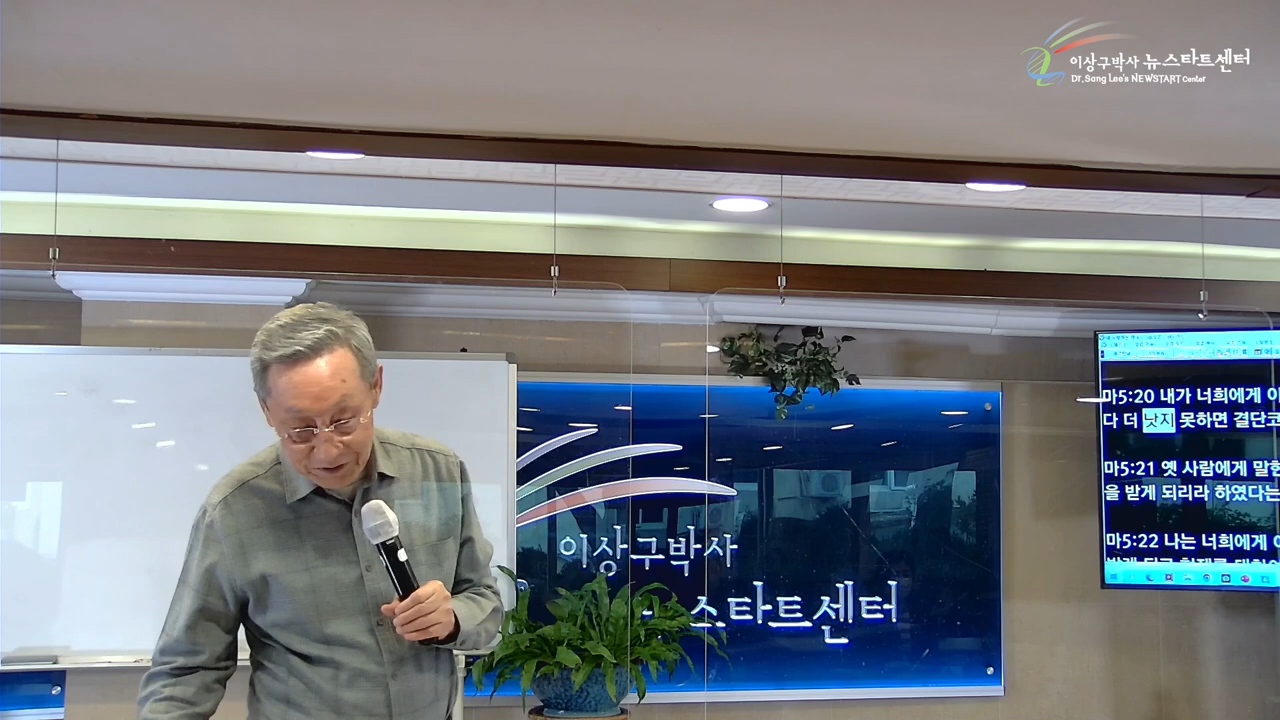 이상구박사 뉴스타트센터
Dr. Sang Lee's NEWSTART Center
이상구박사
스타트센터
마5:20 내가 너희에게
다 더 낫지 못하면 결단코
마5:21 옛 사람에게 말한
을 받게 되리라 하였다는
마5:22 나는 너희에게